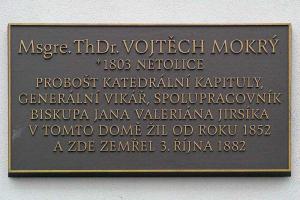 Msgre. ThDr. VOJTĚCH MOKRÝ
*1803 NETOLICE
PROBOŠT KATEDRÁLNÍ KAPITULY,
GENERÁLNÍ VIKÁŘ, SPOLUPRACOVNÍK
BISKUPA JANA VALERIÁNA JIRSÍKA
V TOMTO DOMĚ ŽIL OD ROKU 1852
A ZDE ZEMŘEL 3. ŘÍJNA 1882